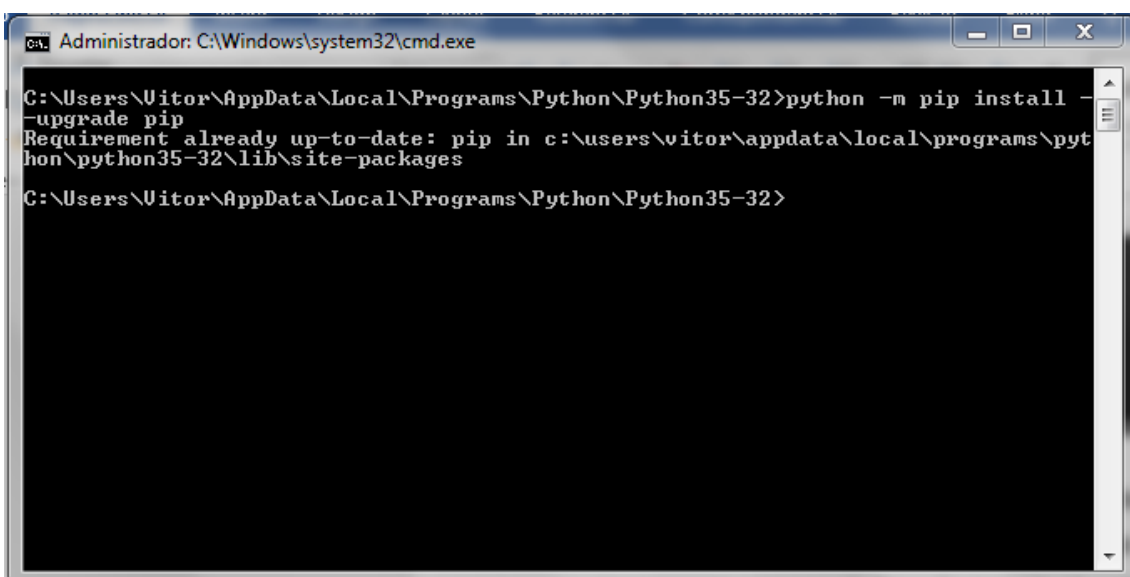 Administrador: C:\Windows\system32\cmd.exe
C:\Users\Vitor\AppData\Local\Programs\Python\Python35-32>python -m pip install -
-upgrade pip
Requirement already up-to-date: pip in c:\users\vitor\appdata\local\programs\pyt
hon\python35-32\lib\site-packages
C:\Users\Vitor\AppData\Local\Programs\Python\Python35-32>